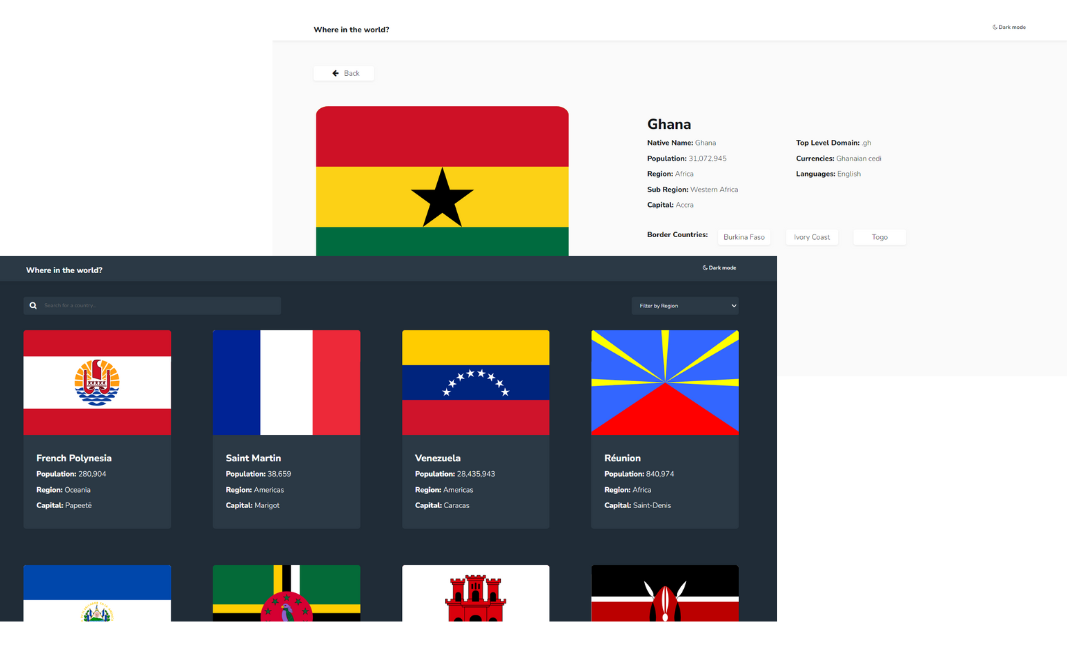 Where in the world?
Dark mode
Back
Ghana
Native Name: Ghana
Population: 31,072,945
Region: Africa
Sub Region: Western Africa
Capital: Accra
Top Level Domain: .gh
Currencies: Ghanaian cedi
Languages: English
Border Countries: Burkina Faso Ivory Coast Togo
Where in the world?
Dark mode
Search for a country
Filter by Region
French Polynesia
Population: 280,904
Region: Oceania
Capital: Papeetē
Saint Martin
Population: 38,659
Region: Americas
Capital: Marigot
Venezuela
Population: 28,435,943
Region: Americas
Capital: Caracas
Réunion
Population: 840,974
Region: Africa
Capital: Saint-Denis